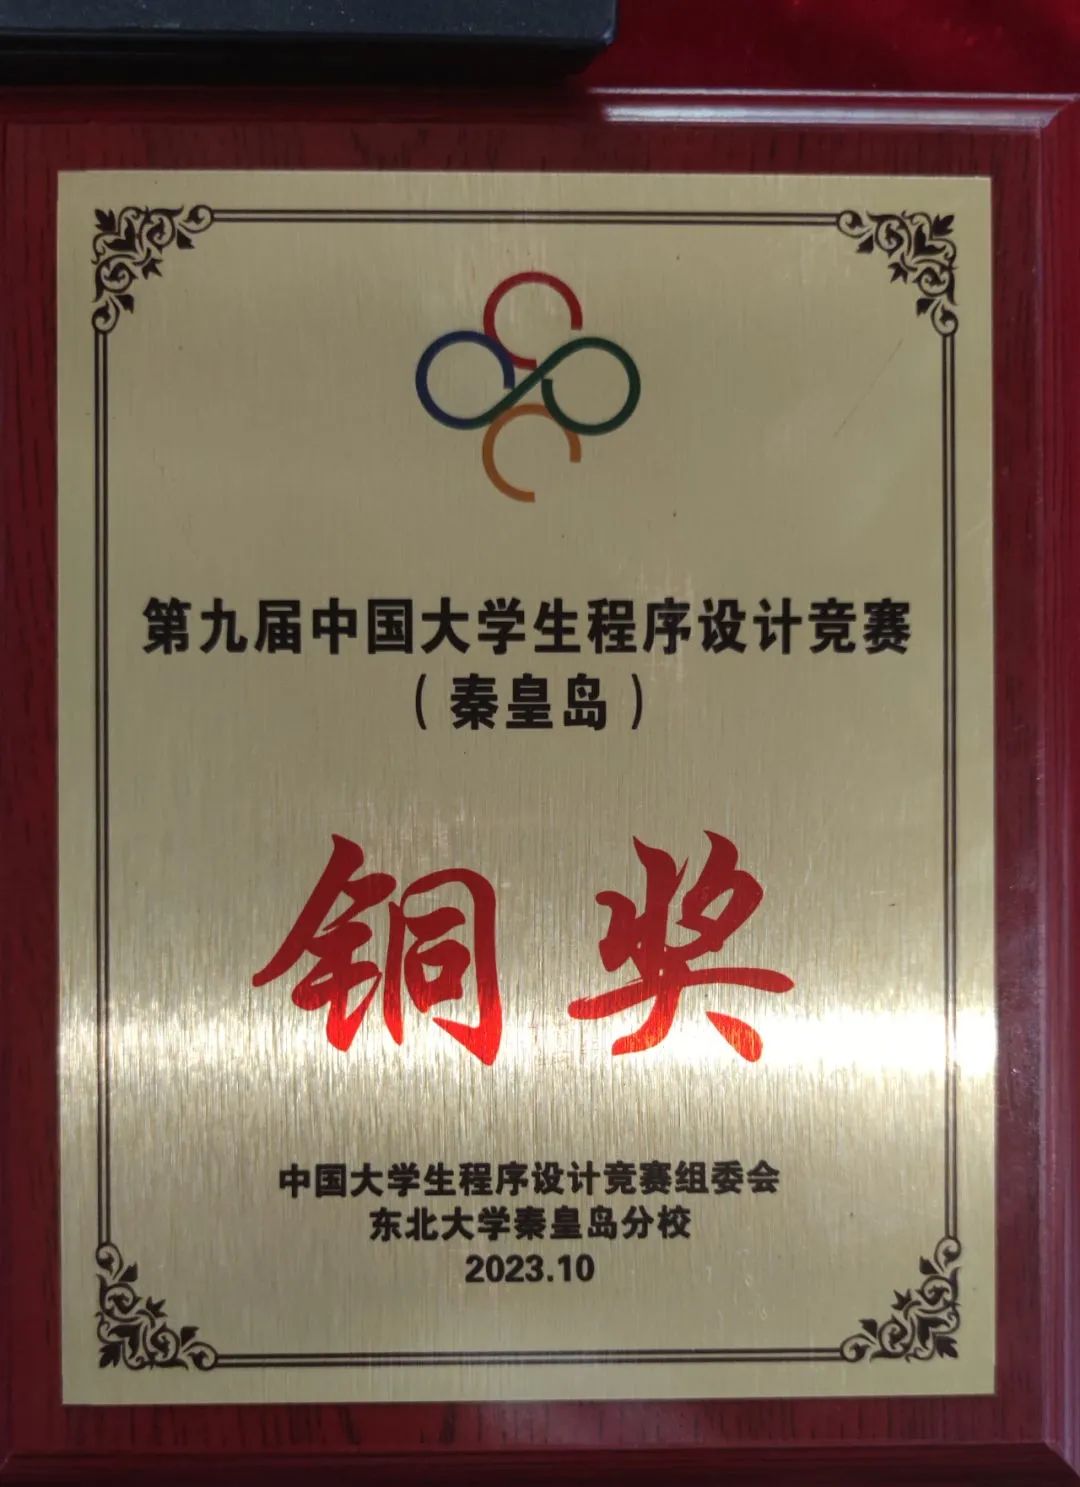 第九届中国大学生程序设计竞赛
（秦皇岛）
铜奖
中国大学生程序设计竞赛组委会
东北大学秦皇岛分校
2023.10